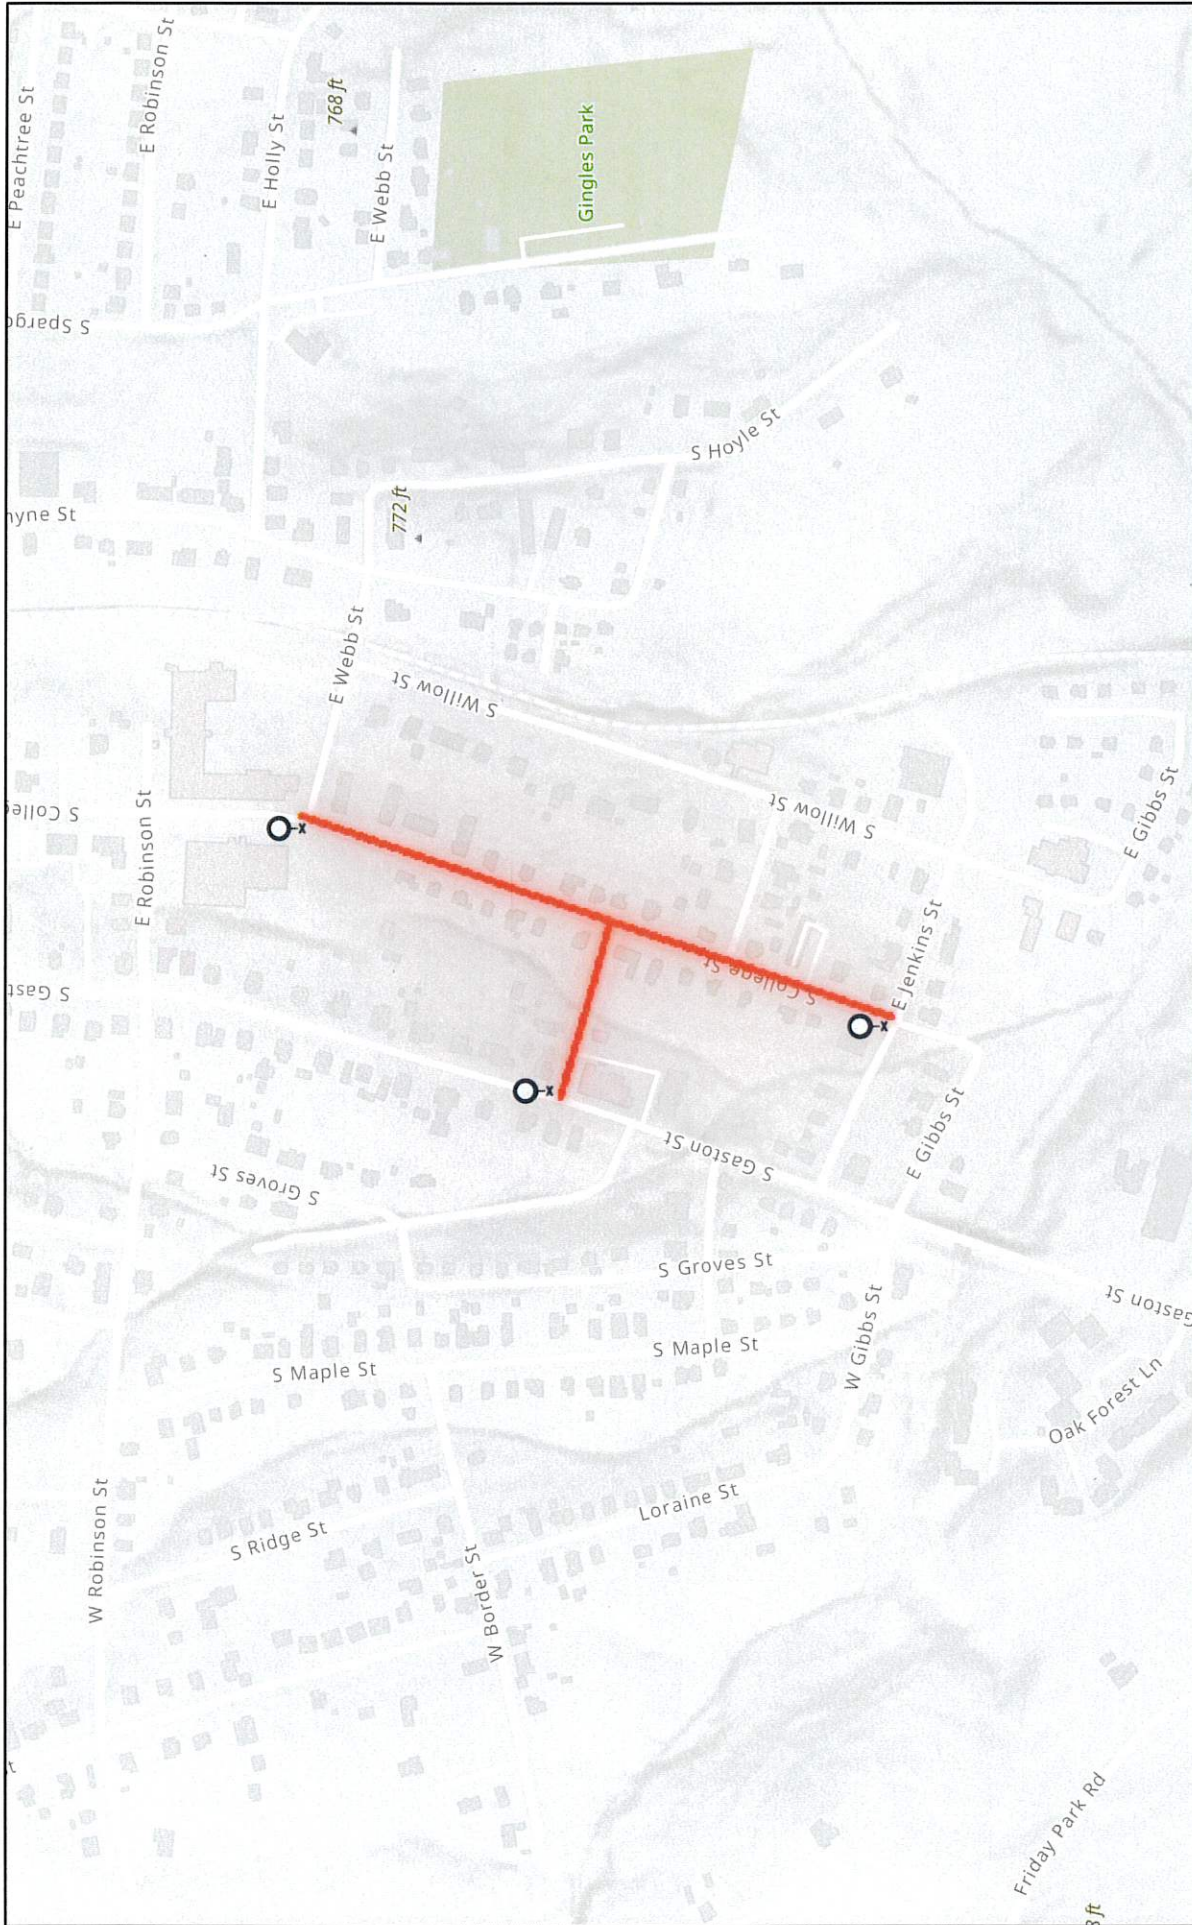 E Peachtree St
E Robinson St
E Holly St
768 ft
E Webb St
Gingles Park
S Spargo
S Hoyle St
hyne St
772 ft
E Webb St
S Willow St
S Willow St
S Colleg
E Robinson St
E Gibbs St
E Jenkins St
S College St
x
x
x
S Gast
S Gaston St
E Gibbs St
S Groves St
S Groves St
Gaston St
W Gibbs St
S Maple St
S Maple St
Oak Forest Ln
W Robinson St
S Ridge St
Loraine St
W Border St
Friday Park Rd
ft